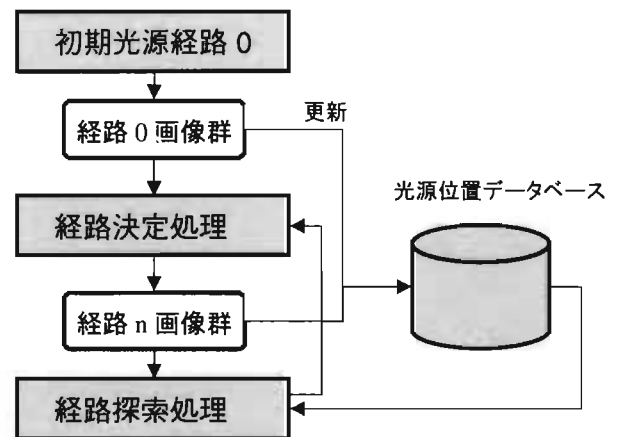 初期光源経路 0
経路 0 画像群
更新
光源位置データベース
経路決定処理
経路 n 画像群
経路探索処理